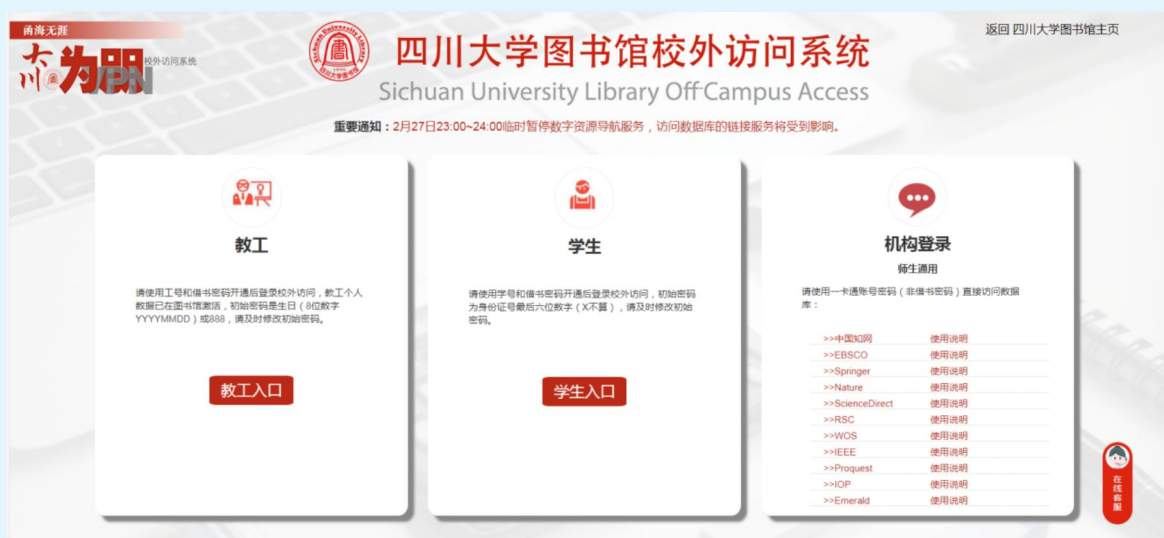 甬海无涯
大川为明VPN
校外访问系统
返回 四川大学图书馆主页
四川大学图书馆校外访问系统
Sichuan University Library Off Campus Access
重要通知：2月27日23:00~24:00临时暂停数字资源导航服务，访问数据库的链接服务将受到影响。
教工
请使用工号和借书密码开通后登录校外访问，教工个人
数据已在图书馆激活，初始密码是生日（8位数字
YYYYMMDD）或888，请及时修改初始密码。
教工入口
学生
请使用学号和借书密码开通后登录校外访问，初始密码
为身份证号最后六位数字（X不算），请及时修改初始
密码。
学生入口
机构登录
师生通用
请使用一卡通账号密码（非借书密码）直接访问数据
库：
>>中国知网 使用说明
>>EBSCO 使用说明
>>Springer 使用说明
>>Nature 使用说明
>>ScienceDirect 使用说明
>>RSC 使用说明
>>WOS 使用说明
>>IEEE 使用说明
>>Proquest 使用说明
>>IOP 使用说明
>>Emerald 使用说明
在线客服